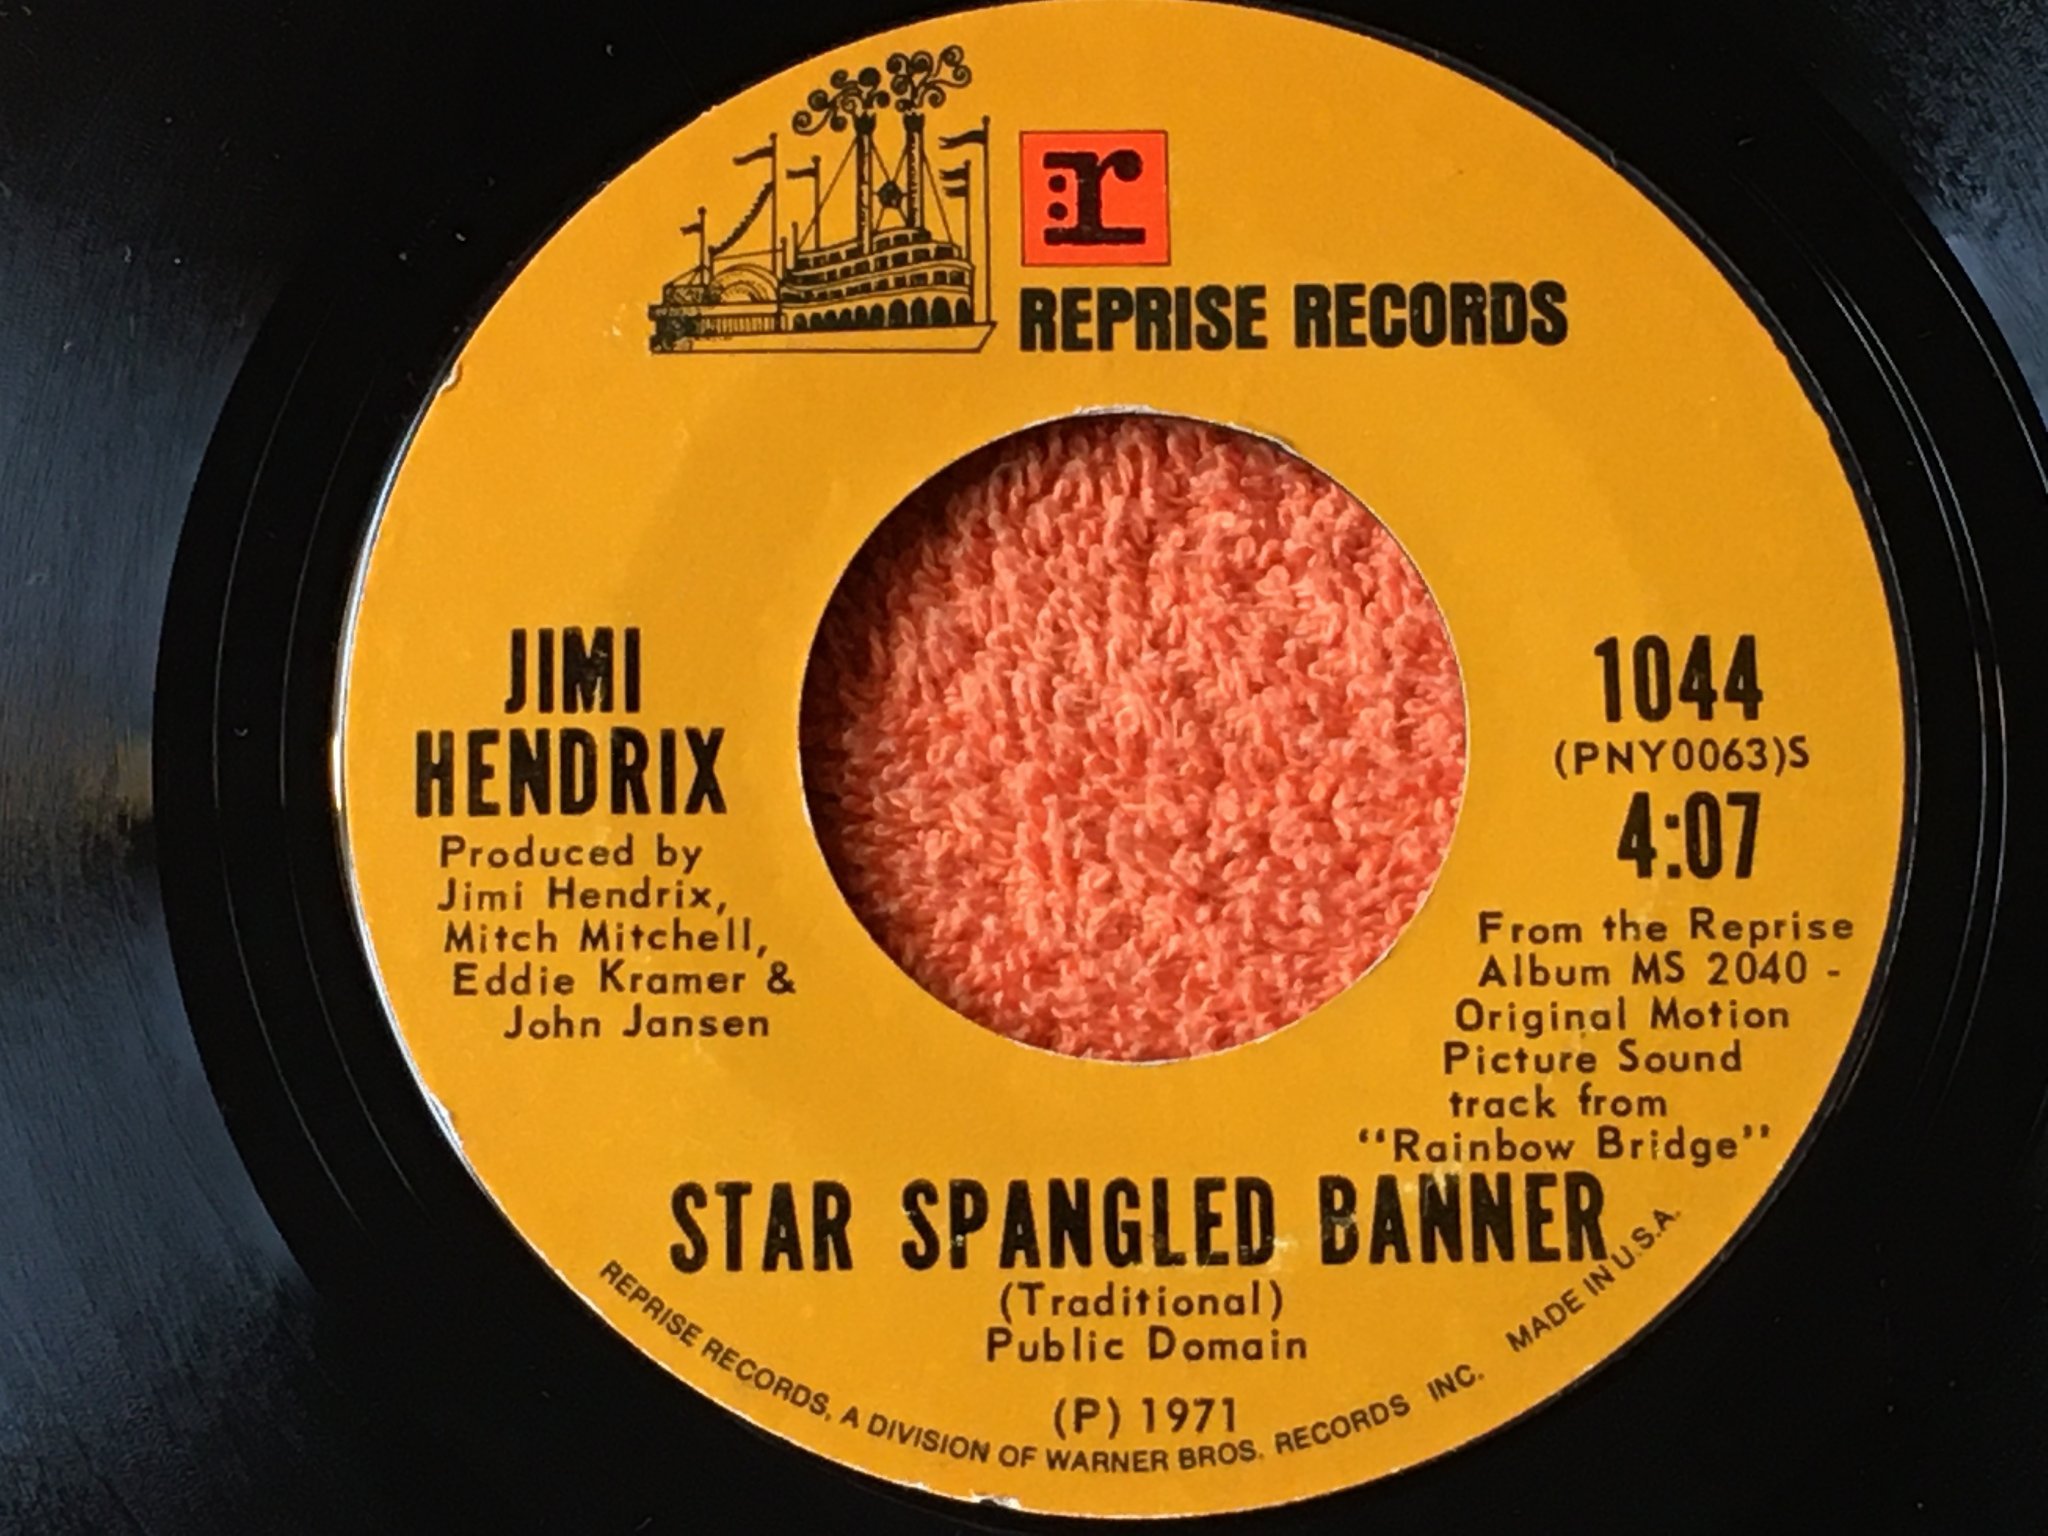 :r
REPRISE RECORDS
JIMI
HENDRIX
Produced by
Jimi Hendrix,
Mitch Mitchell,
Eddie Kramer &
John Jansen
1044
(PNY0063)S
4:07
From the Reprise
Album MS 2040 -
Original Motion
Picture Sound
track from
"Rainbow Bridge"
STAR SPANGLED BANNER
(Traditional)
Public Domain
(P) 1971
REPRISE RECORDS, A DIVISION OF WARNER BROS. RECORDS INC. MADE IN U.S.A.